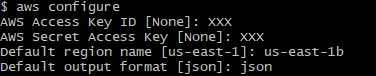 $ aws configure
AWS Access Key ID [None]: XXX
AWS Secret Access Key [None]: XXX
Default region name [us-east-1]: us-east-1b
Default output format [json]: json